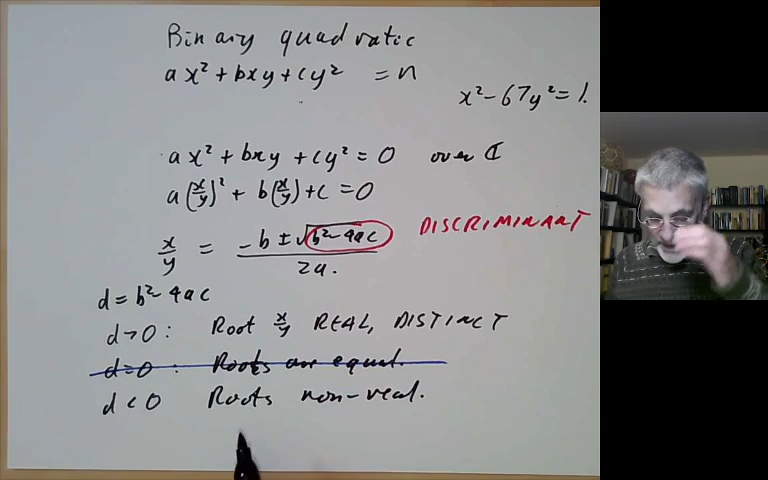 Binary quadratic
ax² + bxy + cy² = n
x² - 67y² = 1.
ax² + bxy + cy² = 0 over ℂ
a(x/y)² + b(x/y) + c = 0
x/y = (-b ± √(b² - 4ac)) / 2a.
DISCRIMINANT
d = b² - 4ac
d > 0 : Root x/y REAL, DISTINCT
d = 0 : Roots are equal.
d < 0 Roots non-real.